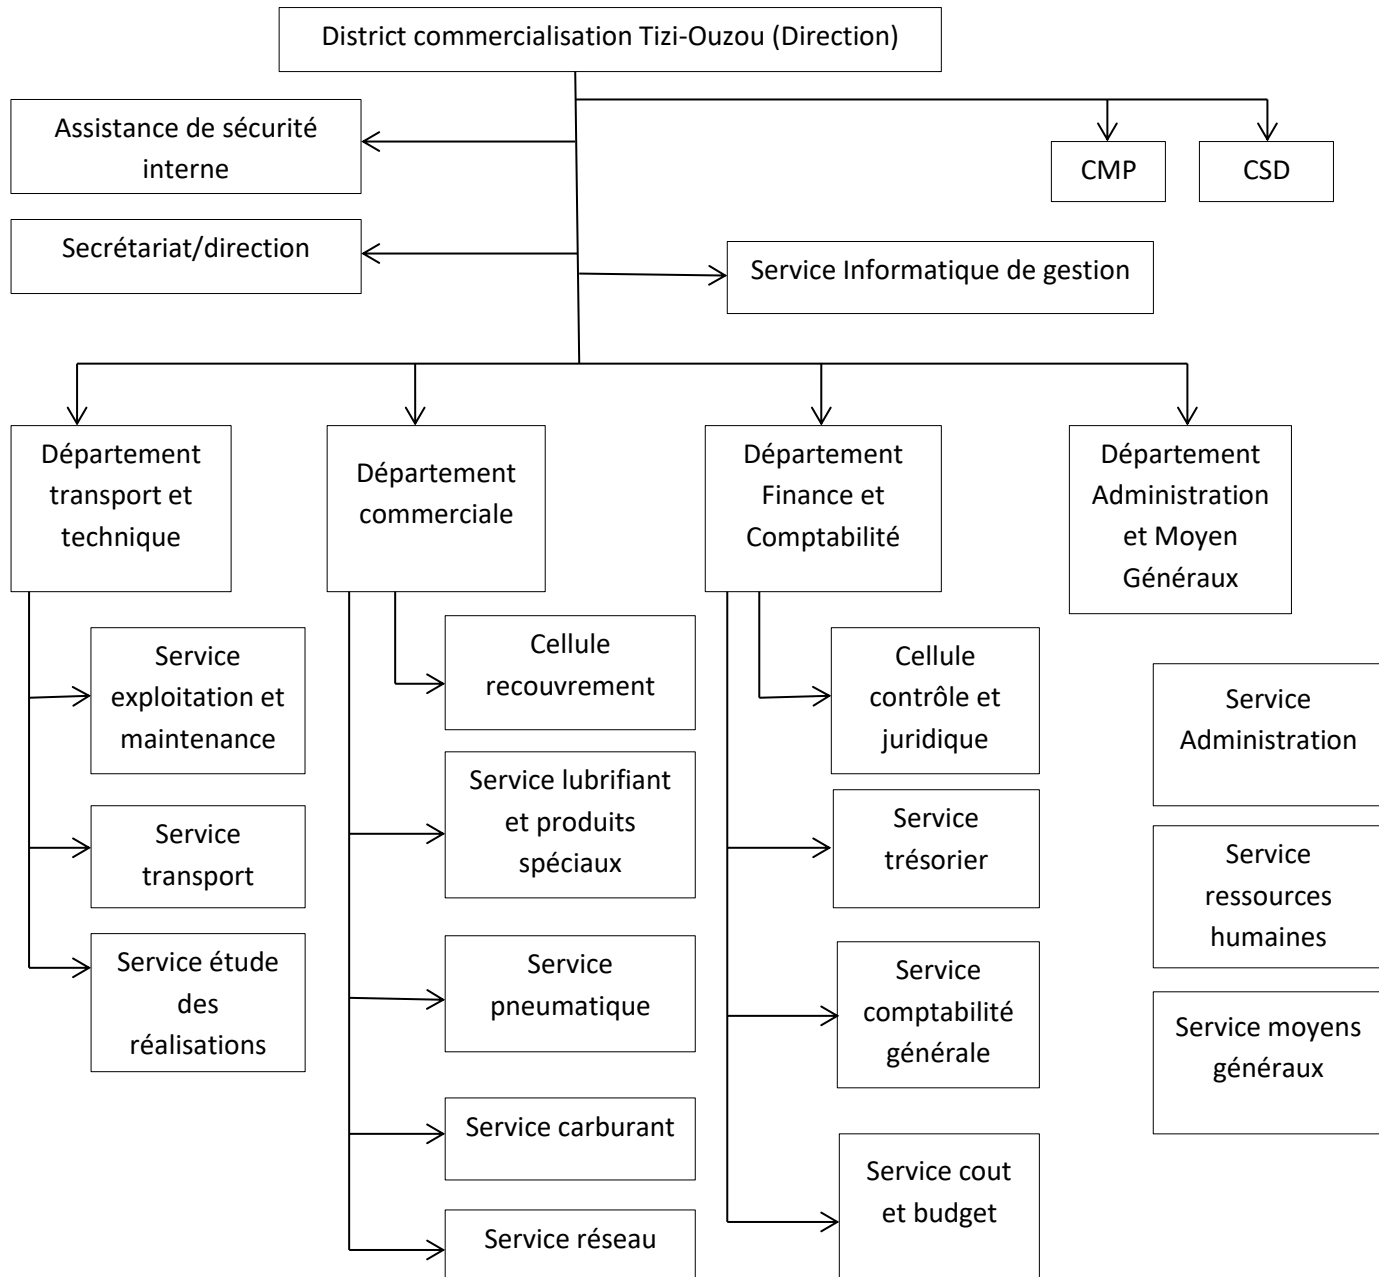 District commercialisation Tizi-Ouzou (Direction)
Assistance de sécurité
interne
CMP
CSD
Secrétariat/direction
Service Informatique de gestion
Département
transport et
technique
Département
commerciale
Département
Finance et
Comptabilité
Département
Administration
et Moyen
Généraux
Service
exploitation et
maintenance
Service
transport
Service étude
des
réalisations
Cellule
recouvrement
Service lubrifiant
et produits
spéciaux
Service
pneumatique
Service carburant
Service réseau
Cellule
contrôle et
juridique
Service
trésorier
Service
comptabilité
générale
Service cout
et budget
Service
Administration
Service
ressources
humaines
Service moyens
généraux